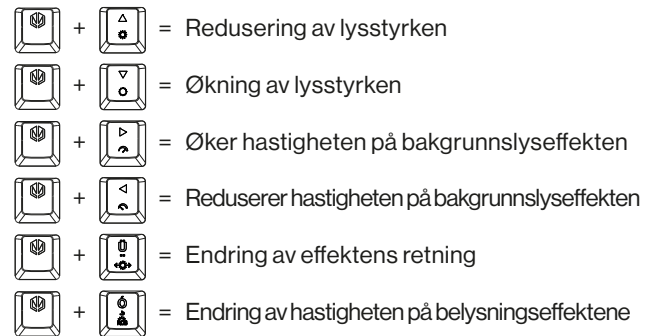 + = Redusering av lysstyrken
+ = Økning av lysstyrken
+ = Øker hastigheten på bakgrunnslyseffekten
+ = Reduserer hastigheten på bakgrunnslyseffekten
+ = Endring av effektens retning
+ = Endring av hastigheten på belysningseffektene